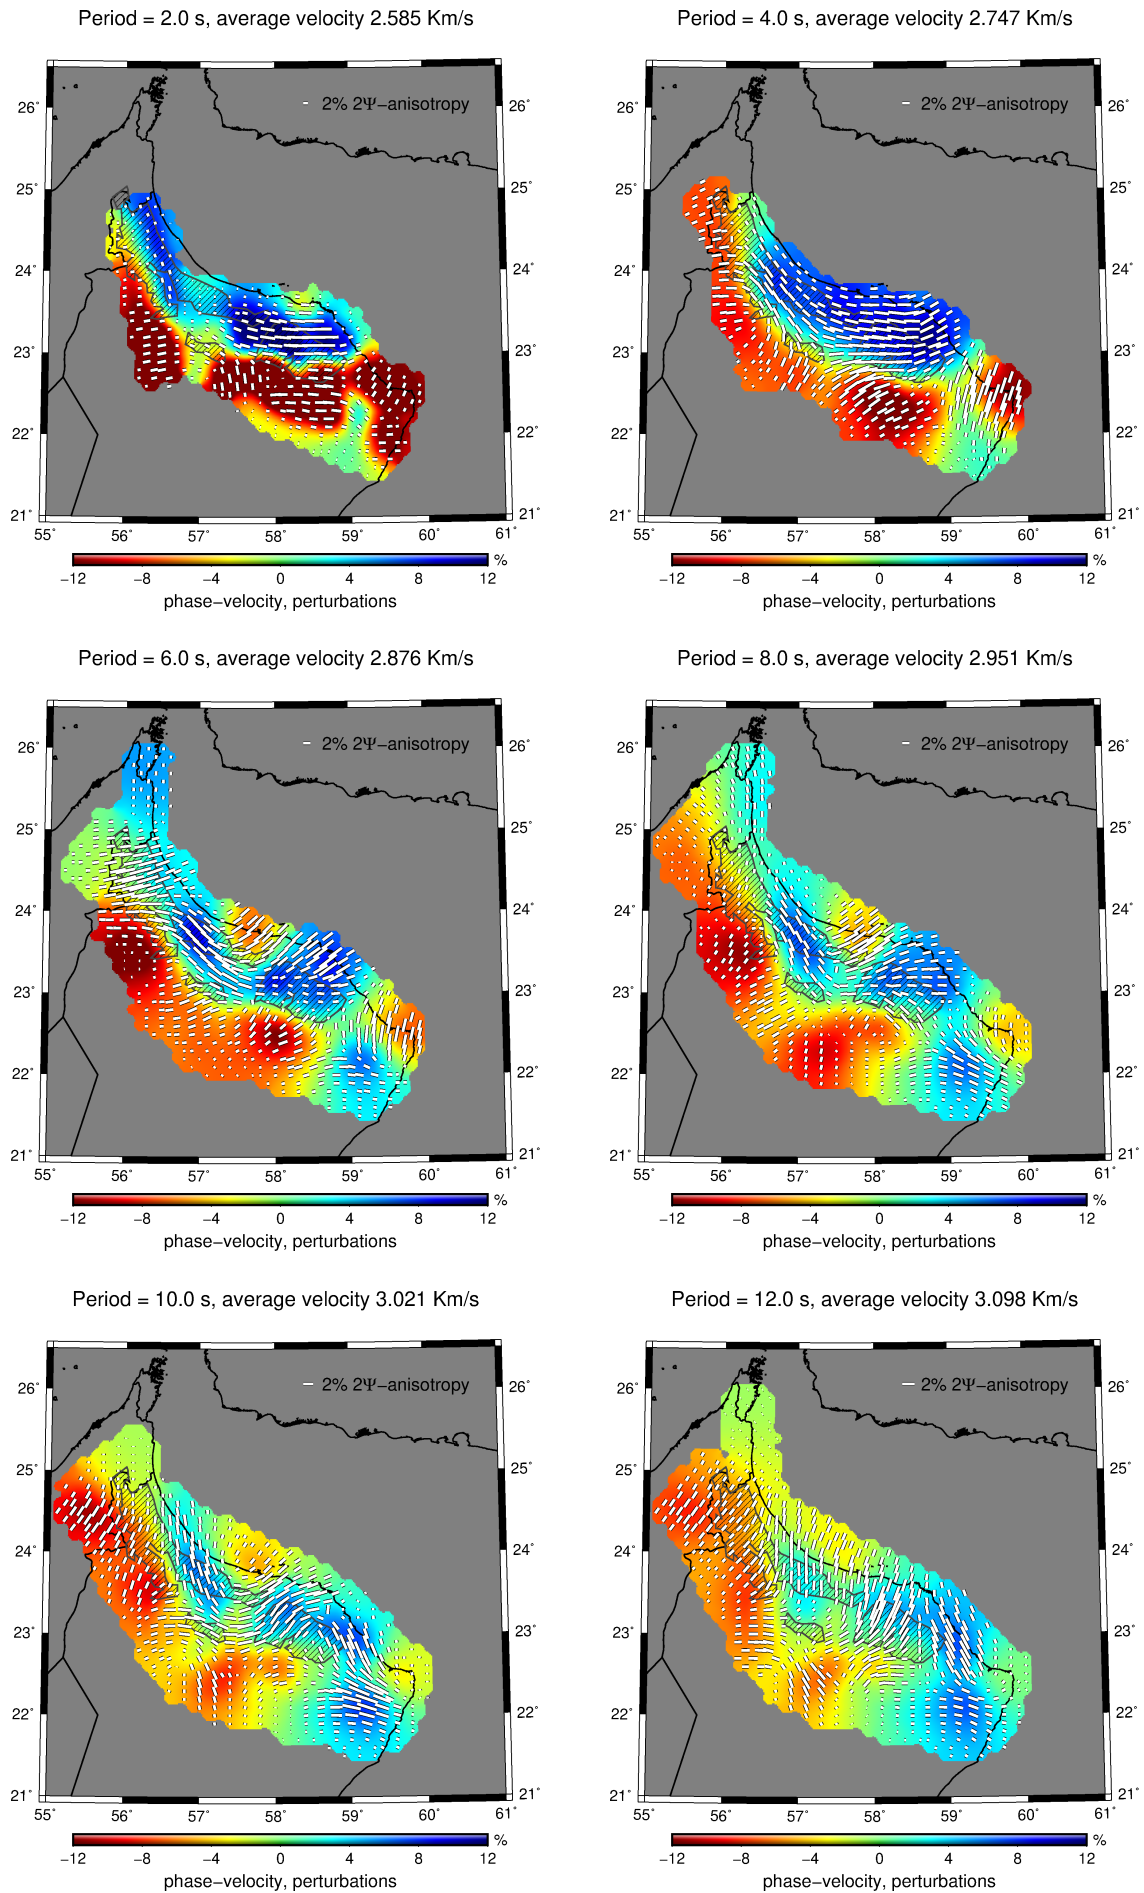 Period = 2.0 s, average velocity 2.585 Km/s
2% 2Ψ−anisotropy
26˚ 26˚
25˚ 25˚
24˚ 24˚
23˚ 23˚
22˚ 22˚
21˚ 21˚
55˚ 56˚ 57˚ 58˚ 59˚ 60˚ 61˚
%
−12 −8 −4 0 4 8 12
phase−velocity, perturbations
Period = 4.0 s, average velocity 2.747 Km/s
2% 2Ψ−anisotropy
26˚ 26˚
25˚ 25˚
24˚ 24˚
23˚ 23˚
22˚ 22˚
21˚ 21˚
55˚ 56˚ 57˚ 58˚ 59˚ 60˚ 61˚
%
−12 −8 −4 0 4 8 12
phase−velocity, perturbations
Period = 6.0 s, average velocity 2.876 Km/s
2% 2Ψ−anisotropy
26˚ 26˚
25˚ 25˚
24˚ 24˚
23˚ 23˚
22˚ 22˚
21˚ 21˚
55˚ 56˚ 57˚ 58˚ 59˚ 60˚ 61˚
%
−12 −8 −4 0 4 8 12
phase−velocity, perturbations
Period = 8.0 s, average velocity 2.951 Km/s
2% 2Ψ−anisotropy
26˚ 26˚
25˚ 25˚
24˚ 24˚
23˚ 23˚
22˚ 22˚
21˚ 21˚
55˚ 56˚ 57˚ 58˚ 59˚ 60˚ 61˚
%
−12 −8 −4 0 4 8 12
phase−velocity, perturbations
Period = 10.0 s, average velocity 3.021 Km/s
2% 2Ψ−anisotropy
26˚ 26˚
25˚ 25˚
24˚ 24˚
23˚ 23˚
22˚ 22˚
21˚ 21˚
55˚ 56˚ 57˚ 58˚ 59˚ 60˚ 61˚
%
−12 −8 −4 0 4 8 12
phase−velocity, perturbations
Period = 12.0 s, average velocity 3.098 Km/s
2% 2Ψ−anisotropy
26˚ 26˚
25˚ 25˚
24˚ 24˚
23˚ 23˚
22˚ 22˚
21˚ 21˚
55˚ 56˚ 57˚ 58˚ 59˚ 60˚ 61˚
%
−12 −8 −4 0 4 8 12
phase−velocity, perturbations